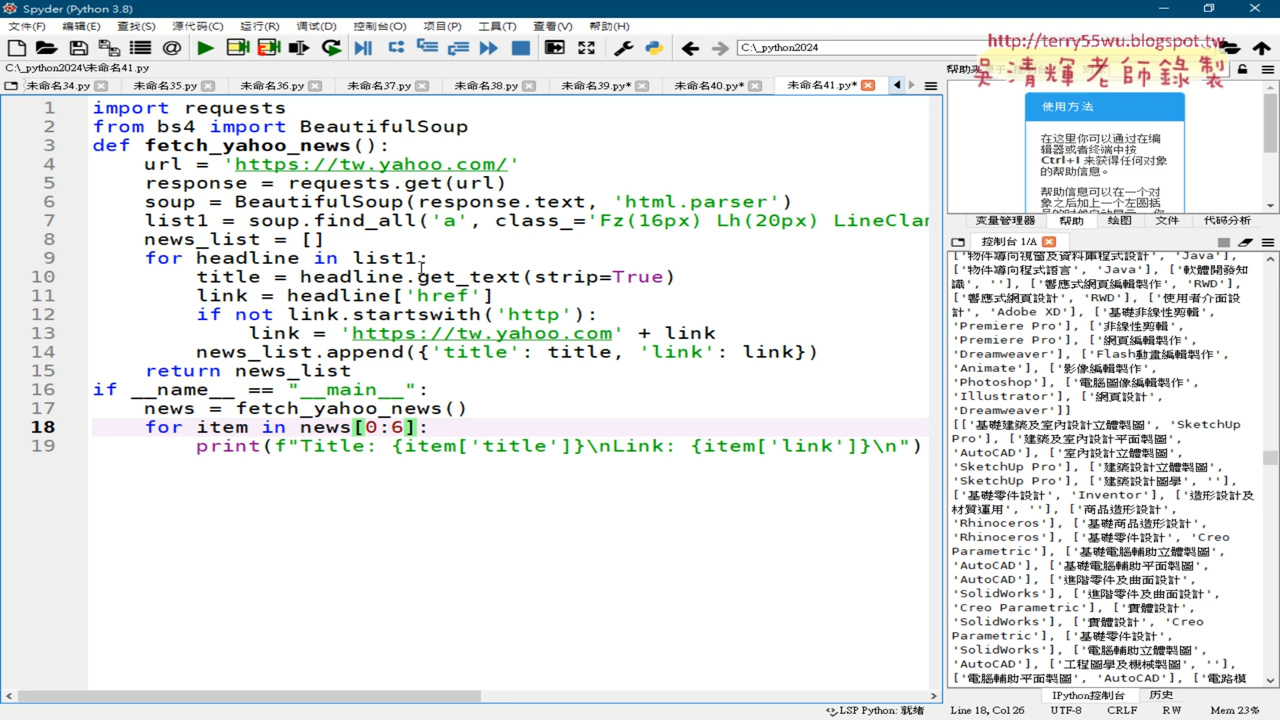 Spyder (Python 3.8)
文件(F) 编辑(E) 查找(S) 源代码(C) 运行(R) 调试(D) 控制台(O) 项目(P) 工具(T) 查看(V) 帮助(H)
C:\_python2024
http://terry55wu.blogspot.tw
吳清輝老師錄製
C:\_python2024\未命名41.py
未命名34.py 未命名35.py 未命名36.py 未命名37.py 未命名38.py 未命名39.py* 未命名40.py* 未命名41.py*
1 import requests
2 from bs4 import BeautifulSoup
3 def fetch_yahoo_news():
4 url = 'https://tw.yahoo.com/'
5 response = requests.get(url)
6 soup = BeautifulSoup(response.text, 'html.parser')
7 list1 = soup.find_all('a', class_='Fz(16px) Lh(20px) LineClam
8 news_list = []
9 for headline in list1:
10 title = headline.get_text(strip=True)
11 link = headline['href']
12 if not link.startswith('http'):
13 link = 'https://tw.yahoo.com' + link
14 news_list.append({'title': title, 'link': link})
15 return news_list
16 if __name__ == "__main__":
17 news = fetch_yahoo_news()
18 for item in news[0:6]:
19 print(f"Title: {item['title']}\nLink: {item['link']}\n")
使用方法
在这里你可以通过在编
辑器或者终端中按
Ctrl+I 来获得任何对象
的帮助信息。
帮助信息可以在一个对
象之后加上一个左圆括
变量管理器 帮助 绘图 文件 代码分析
控制台 1/A
['物件導向視窗及資料庫程式設計', 'Java'],
['物件導向程式語言', 'Java'], ['軟體開發知
識', ''], ['響應式網頁編輯製作', 'RWD'],
['響應式網頁設計', 'RWD'], ['使用者介面設
計', 'Adobe XD'], ['基礎非線性剪輯',
'Premiere Pro'], ['非線性剪輯',
'Premiere Pro'], ['網頁編輯製作',
'Dreamweaver'], ['Flash動畫編輯製作',
'Animate'], ['影像編輯製作',
'Photoshop'], ['電腦圖像編輯製作',
'Illustrator'], ['網頁設計',
'Dreamweaver']]
[['基礎建築及室內設計立體製圖', 'SketchUp
Pro'], ['建築及室內設計平面製圖',
'AutoCAD'], ['室內設計立體製圖',
'SketchUp Pro'], ['建築設計立體製圖',
'SketchUp Pro'], ['建築設計圖學', ''],
['基礎零件設計', 'Inventor'], ['造形設計及
材質運用', ''], ['商品造形設計',
'Rhinoceros'], ['基礎商品造形設計',
'Rhinoceros'], ['基礎零件設計', 'Creo
Parametric'], ['基礎電腦輔助立體製圖',
'AutoCAD'], ['基礎電腦輔助平面製圖',
'AutoCAD'], ['進階零件及曲面設計',
'SolidWorks'], ['進階零件及曲面設計',
'Creo Parametric'], ['實體設計',
'SolidWorks'], ['實體設計', 'Creo
Parametric'], ['基礎零件設計',
'SolidWorks'], ['電腦輔助立體製圖',
'AutoCAD'], ['工程圖學及機械製圖', ''],
['電腦輔助平面製圖', 'AutoCAD'], ['電路模
IPython控制台 历史
LSP Python: 就绪 Line 18, Col 26 UTF-8 CRLF RW Mem 23%